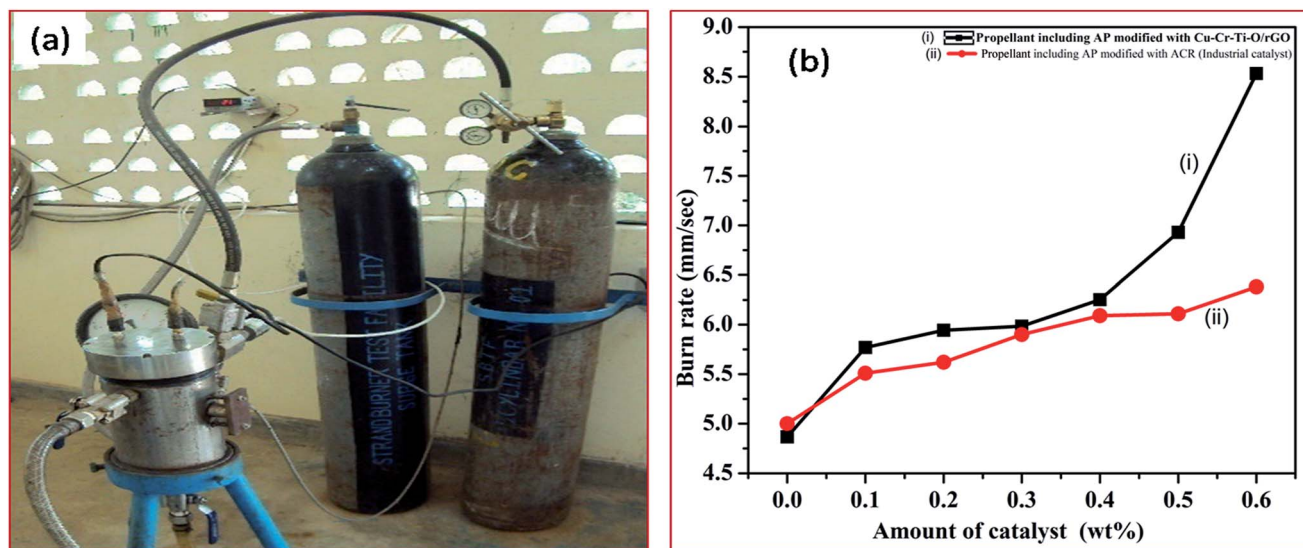 (a)
STRANDBURNER TEST FACILITY
SURGE TANK
C
S.B.T.F
(b)
(i) Propellant including AP modified with Cu-Cr-Ti-O/rGO
(ii) Propellant including AP modified with ACR (Industrial catalyst)
Burn rate (mm/sec)
8.0
8.5
7.5
7.0
6.5
6.0
5.5
5.0
4.5
(i)
(ii)
0.0 0.1 0.2 0.3 0.4 0.5 0.6
Amount of catalyst (wt%)